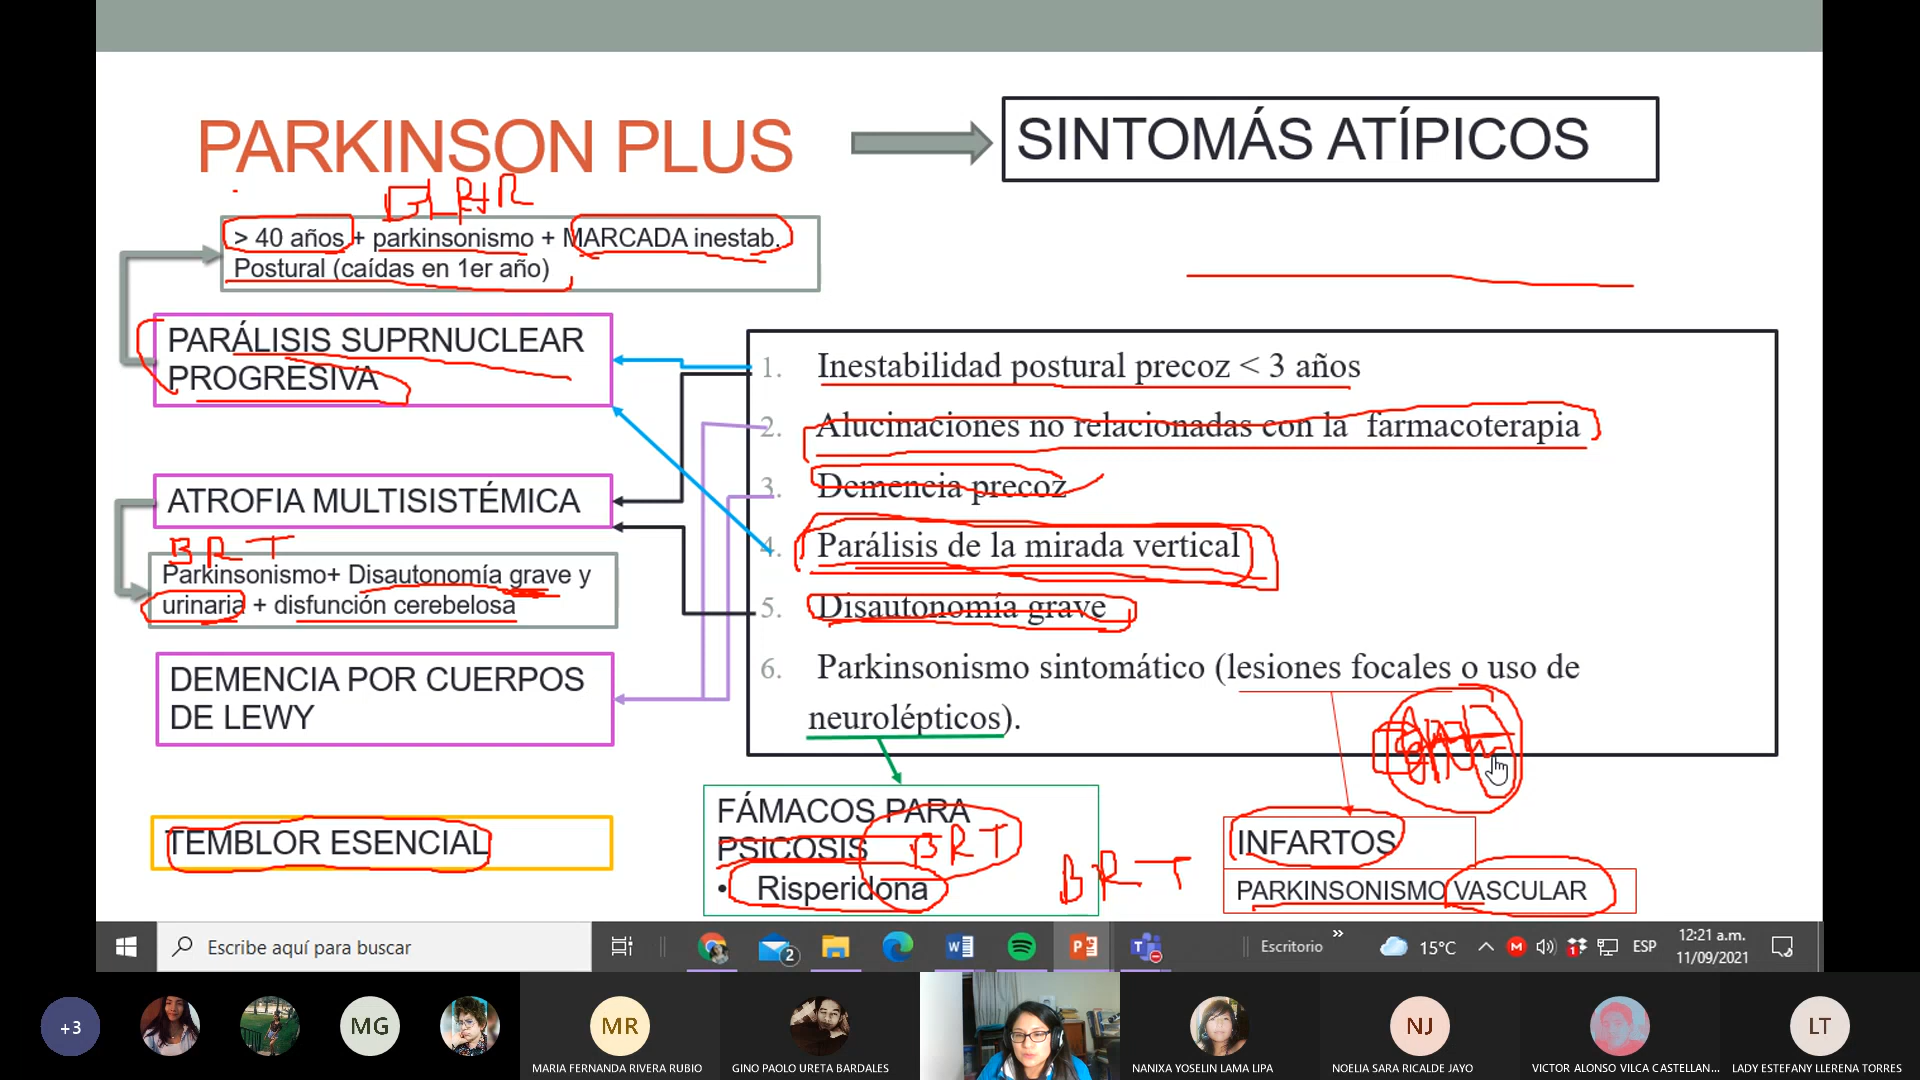 PARKINSON PLUS
SINTOMÁS ATÍPICOS
> 40 años + parkinsonismo + MARCADA inestab.
Postural (caídas en 1er año)
PARÁLISIS SUPRNUCLEAR
PROGRESIVA
ATROFIA MULTISISTÉMICA
B R T
Parkinsonismo+ Disautonomía grave y
urinaria + disfunción cerebelosa
DEMENCIA POR CUERPOS
DE LEWY
TEMBLOR ESENCIAL
1. Inestabilidad postural precoz < 3 años
2. Alucinaciones no relacionadas con la farmacoterapia
3. Demencia precoz
4. Parálisis de la mirada vertical
5. Disautonomía grave
6. Parkinsonismo sintomático (lesiones focales o uso de
neurolépticos).
FÁMACOS PARA
PSICOSIS
B R T
• Risperidona
B R T
INFARTOS
PARKINSONISMO VASCULAR
Escribe aquí para buscar
2
Escritorio
15°C
1
ESP
12:21 a.m.
11/09/2021
+3
MG
MR
NJ
LT
MARIA FERNANDA RIVERA RUBIO
GINO PAOLO URETA BARDALES
NANIXA YOSELIN LAMA LIPA
NOELIA SARA RICALDE JAYO
VICTOR ALONSO VILCA CASTELLAN...
LADY ESTEFANY LLERENA TORRES